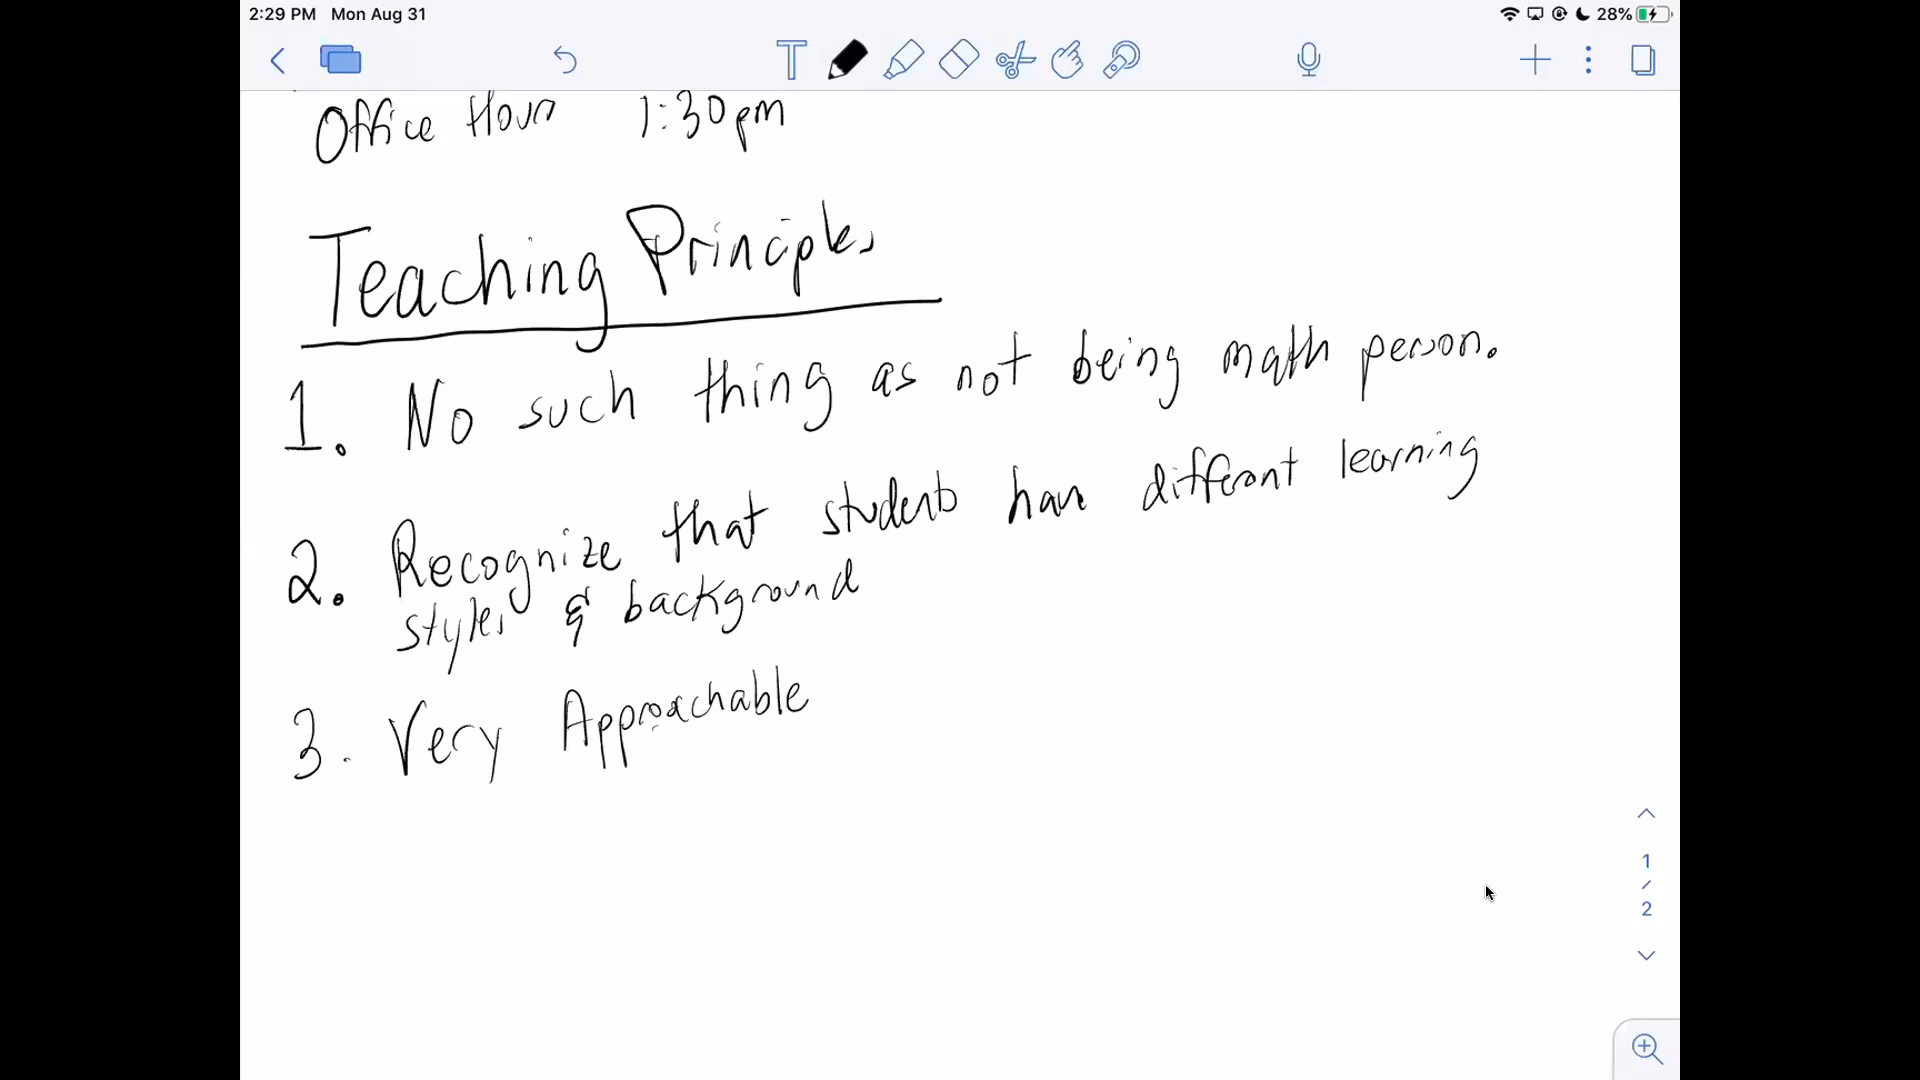 2:29 PM Mon Aug 31 28%
T
Office Hour 1:30pm
Teaching Principles
1. No such thing as not being math person.
2. Recognize that students have different learning
styles & background
3. Very Approachable
1
/
2